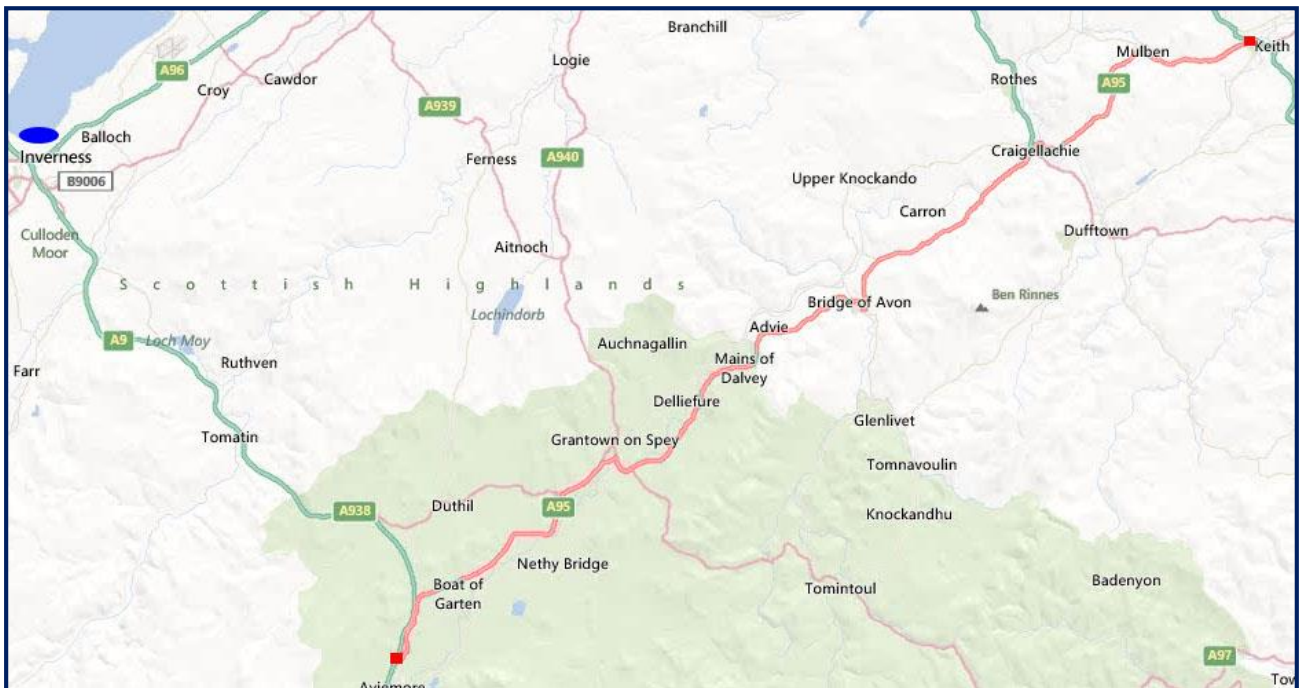 Branchill
Logie
Mulben
Keith
A96
Cawdor
Croy
Rothes
A95
A939
Balloch
Inverness
Ferness
A940
Craigellachie
B9006
Upper Knockando
Carron
Culloden
Moor
Aitnoch
Dufftown
Scottish Highlands
Lochindorb
Bridge of Avon
Ben Rinnes
Advie
A9
Loch Moy
Auchnagallin
Ruthven
Farr
Mains of
Dalvey
Delliefure
Glenlivet
Tomatin
Grantown on Spey
Tomnavoulin
A938
Duthil
A95
Knockandhu
Nethy Bridge
Boat of
Garten
Tomintoul
Badenyon
A97
Aviemore